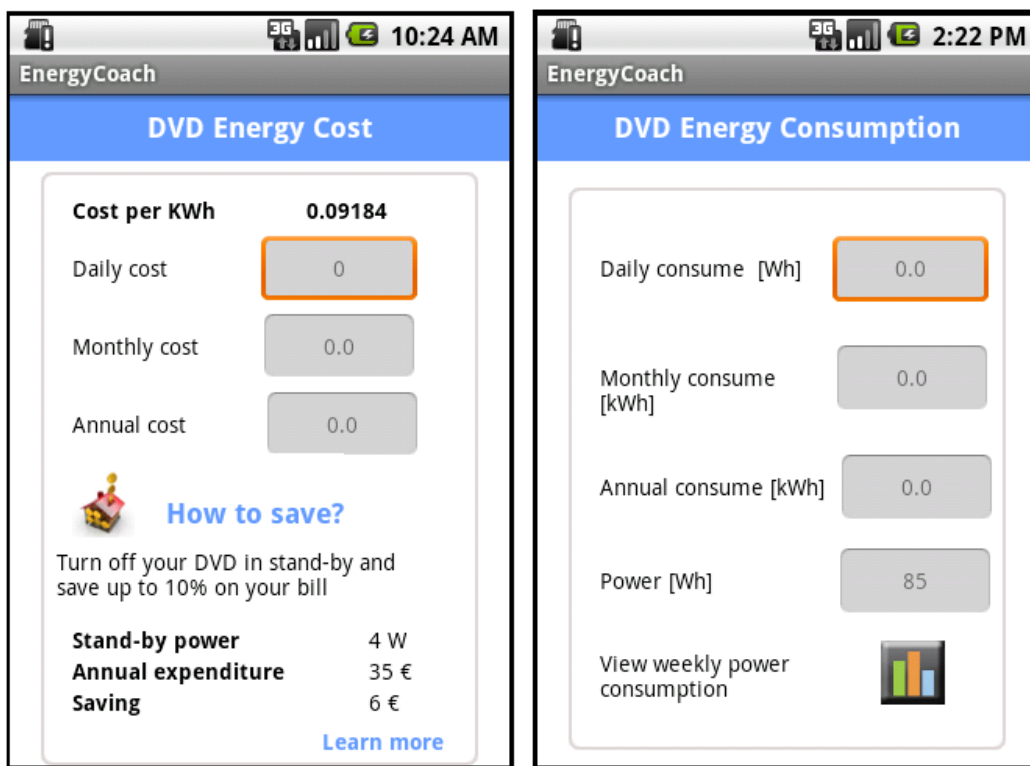 3G 10:24 AM
EnergyCoach
DVD Energy Cost
Cost per KWh 0.09184
Daily cost 0
Monthly cost 0.0
Annual cost 0.0
How to save?
Turn off your DVD in stand-by and
save up to 10% on your bill
Stand-by power 4 W
Annual expenditure 35 €
Saving 6 €
Learn more
3G 2:22 PM
EnergyCoach
DVD Energy Consumption
Daily consume [Wh] 0.0
Monthly consume
[kWh] 0.0
Annual consume [kWh] 0.0
Power [Wh] 85
View weekly power
consumption